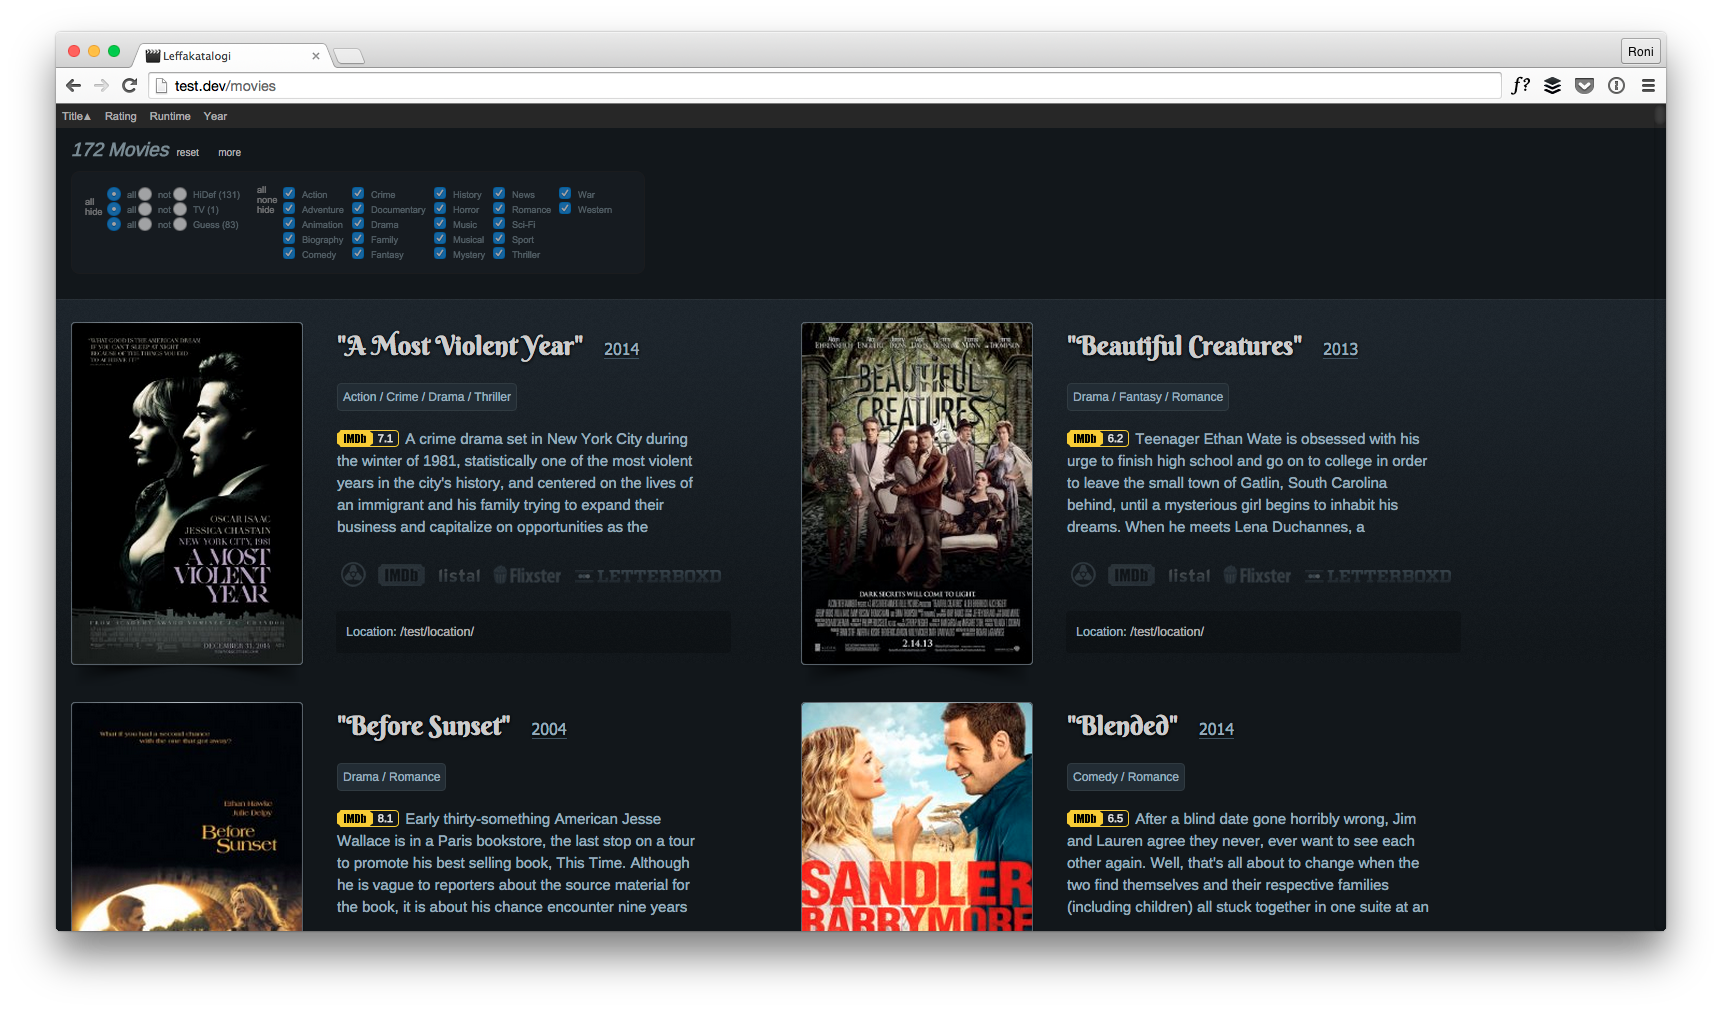 Leffakatalogi
Roni
test.dev/movies
f?
Title▲ Rating Runtime Year
172 Movies reset more
all
hide
all not HiDef (131)
all not TV (1)
all not Guess (83)
all
none
hide
Action Crime History News War
Adventure Documentary Horror Romance Western
Animation Drama Music Sci-Fi
Biography Family Musical Sport
Comedy Fantasy Mystery Thriller
"WHAT GOOD IS THE AMERICAN DREAM
IF YOU CAN'T SLEEP AT NIGHT
BECAUSE OF THE THINGS YOU DID
TO ACHIEVE IT?"
OSCAR ISAAC
JESSICA CHASTAIN
NEW YORK CITY, 1981
A MOST
VIOLENT
YEAR
DECEMBER 31, 2014
"A Most Violent Year" 2014
Action / Crime / Drama / Thriller
IMDb 7.1 A crime drama set in New York City during
the winter of 1981, statistically one of the most violent
years in the city's history, and centered on the lives of
an immigrant and his family trying to expand their
business and capitalize on opportunities as the
IMDb listal Flixster LETTERBOXD
Location: /test/location/
BEAUTIFUL
CREATURES
DARK SECRETS WILL COME TO LIGHT.
2.14.13
"Beautiful Creatures" 2013
Drama / Fantasy / Romance
IMDb 6.2 Teenager Ethan Wate is obsessed with his
urge to finish high school and go on to college in order
to leave the small town of Gatlin, South Carolina
behind, until a mysterious girl begins to inhabit his
dreams. When he meets Lena Duchannes, a
IMDb listal Flixster LETTERBOXD
Location: /test/location/
What if you had a second chance
with the one that got away?
Ethan Hawke
Julie Delpy
Before
Sunset
"Before Sunset" 2004
Drama / Romance
IMDb 8.1 Early thirty-something American Jesse
Wallace is in a Paris bookstore, the last stop on a tour
to promote his best selling book, This Time. Although
he is vague to reporters about the source material for
the book, it is about his chance encounter nine years
SANDLER
BARRYMORE
"Blended" 2014
Comedy / Romance
IMDb 6.5 After a blind date gone horribly wrong, Jim
and Lauren agree they never, ever want to see each
other again. Well, that's all about to change when the
two find themselves and their respective families
(including children) all stuck together in one suite at an